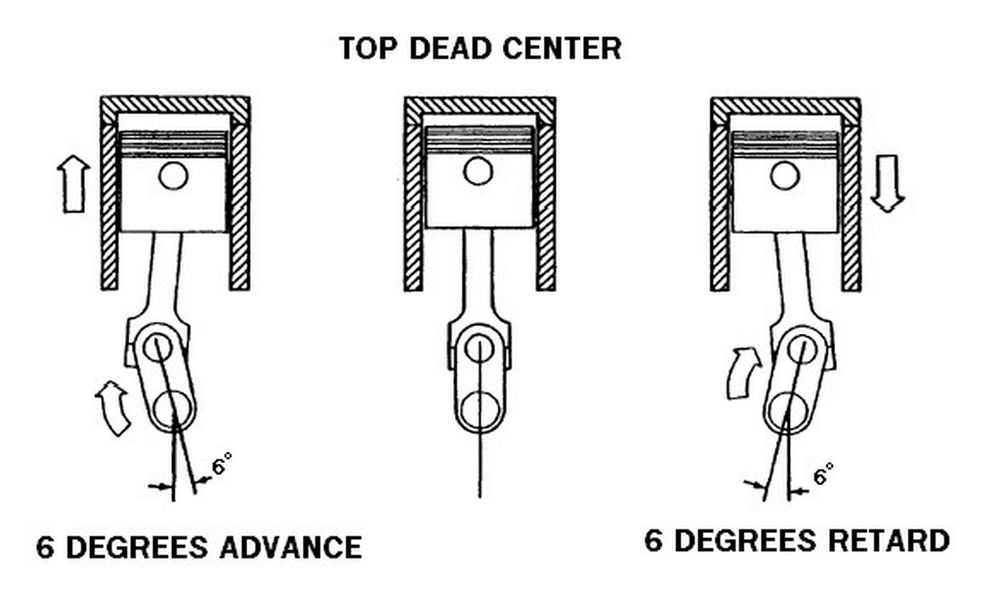 TOP DEAD CENTER
6°
6°
6 DEGREES ADVANCE
6 DEGREES RETARD